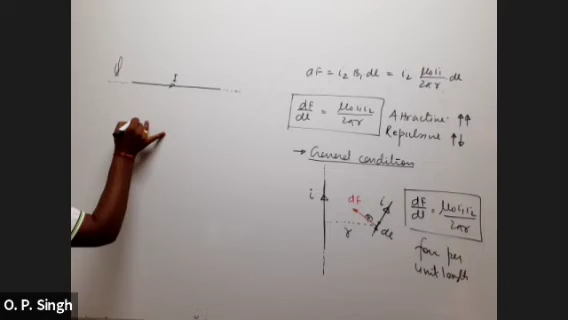 I
dF = i₂ B₁ dl = i₂ μ₀i₁/2πr dl
dF/dl = μ₀i₁i₂/2πr
Attractive ↑↑
Repulsive ↑↓
→ General condition
i
dF
i
r
dl
dF/dl = μ₀i₁i₂/2πr
for per
unit length
O. P. Singh